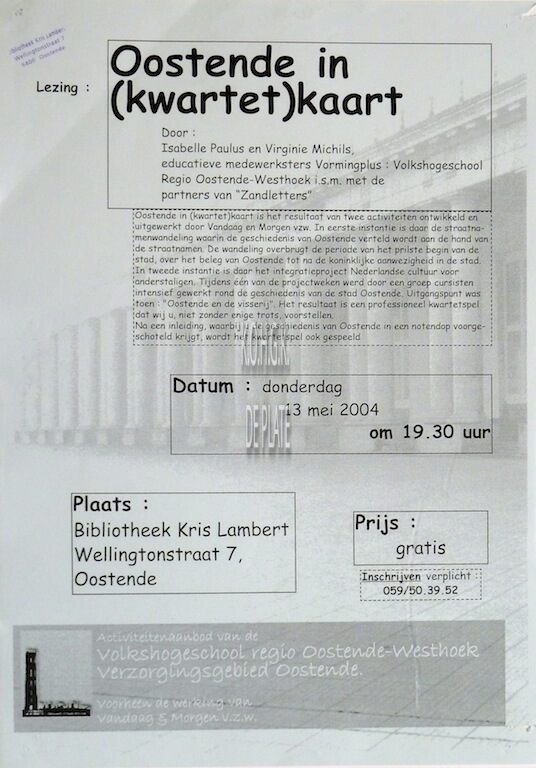 Bibliotheek Kris Lambert
Wellingtonstraat 7
8400 Oostende
Lezing :
Oostende in
(kwartet)kaart
Door :
Isabelle Paulus en Virginie Michils,
educatieve medewerksters Vormingplus : Volkshogeschool
Regio Oostende-Westhoek i.s.m. met de
partners van "Zandletters"
Oostende in (kwartet)kaart is het resultaat van twee activiteiten ontwikkeld en
uitgewerkt door Vandaag en Morgen vzw. In eerste instantie is daar de straatna-
menwandeling waarin de geschiedenis van Oostende verteld wordt aan de hand van
de straatnamen. De wandeling overbrugt de periode van het prilste begin van de
stad, over het beleg van Oostende tot na de koninklijke aanwezigheid in de stad.
In tweede instantie is daar het integratieproject Nederlandse cultuur voor
anderstaligen. Tijdens één van de projectweken werd door een groep cursisten
intensief gewerkt rond de geschiedenis van de stad Oostende. Uitgangspunt was
toen : "Oostende en de visserij". Het resultaat is een professioneel kwartetspel
dat wij u, niet zonder enige trots, voorstellen.
Na een inleiding, waarbij u de geschiedenis van Oostende in een notendop voorge-
schoteld krijgt, wordt het kwartetspel ook gespeeld
Datum : donderdag
13 mei 2004
om 19.30 uur
DE PLATE
Plaats :
Bibliotheek Kris Lambert
Wellingtonstraat 7,
Oostende
Prijs :
gratis
Inschrijven verplicht :
059/50.39.52
Activiteitenaanbod van de
Volkshogeschool regio Oostende-Westhoek
Verzorgingsgebied Oostende.
Voorheen de werking van
Vandaag & Morgen v.z.w.